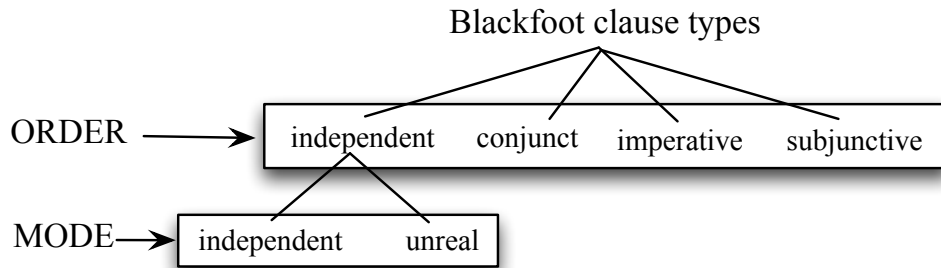 Blackfoot clause types
ORDER independent conjunct imperative subjunctive
MODE independent unreal